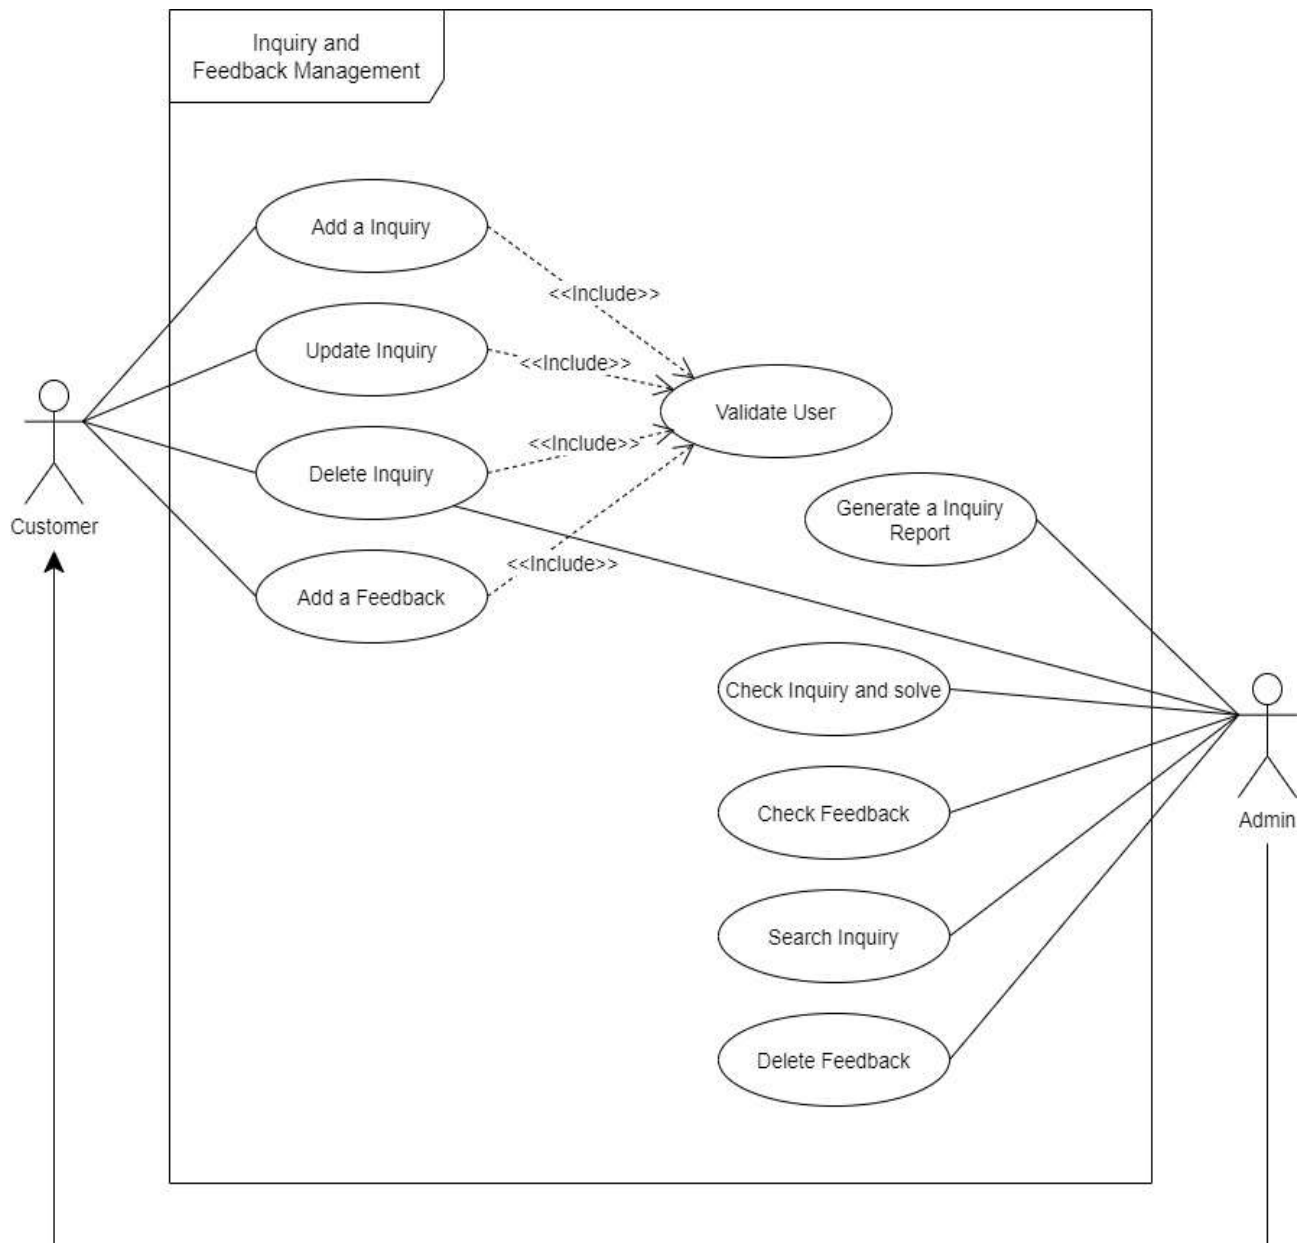 Inquiry and
Feedback Management
Add a Inquiry
<<Include>>
Update Inquiry
<<Include>>
Validate User
Delete Inquiry
<<Include>>
Customer
Generate a Inquiry
Report
<<Include>>
Add a Feedback
Check Inquiry and solve
Check Feedback
Admin
Search Inquiry
Delete Feedback